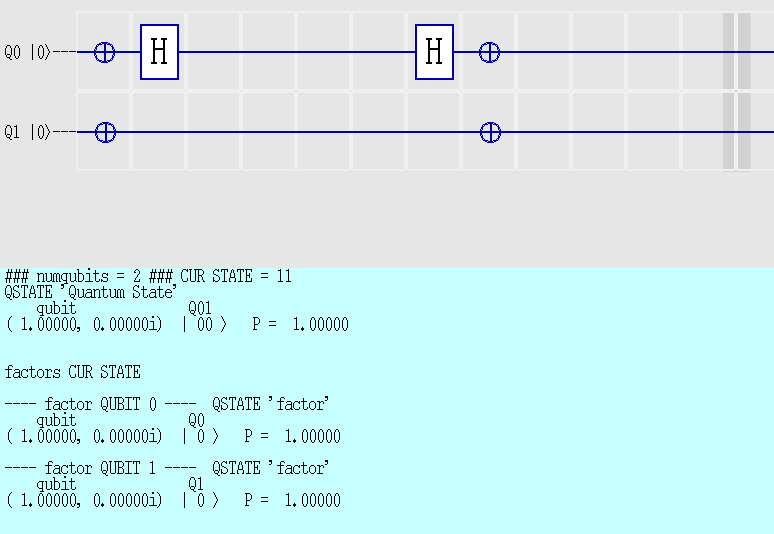 Q0 |0⟩--- H H
Q1 |0⟩---
### numqubits = 2 ### CUR STATE = 11
QSTATE 'Quantum State'
qubit Q01
( 1.00000, 0.00000i) | 00 ⟩ P = 1.00000
factors CUR STATE
---- factor QUBIT 0 ---- QSTATE 'factor'
qubit Q0
( 1.00000, 0.00000i) | 0 ⟩ P = 1.00000
---- factor QUBIT 1 ---- QSTATE 'factor'
qubit Q1
( 1.00000, 0.00000i) | 0 ⟩ P = 1.00000